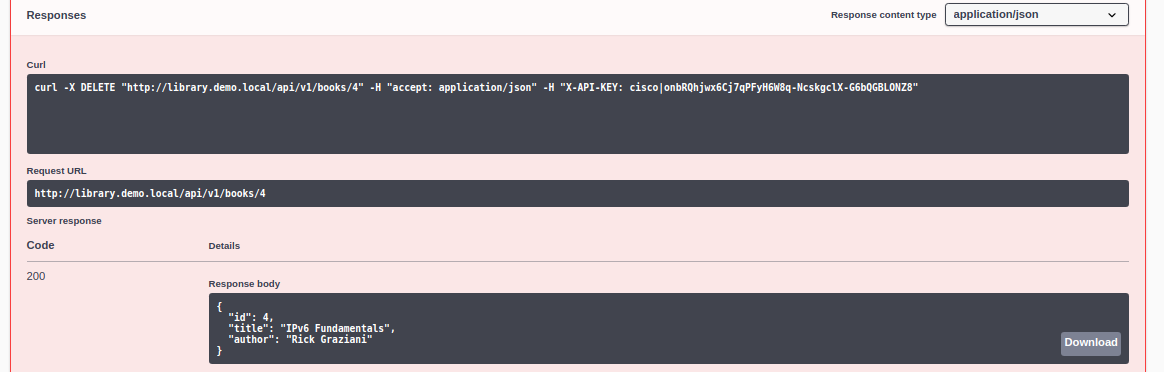 Responses
Response content type application/json
Curl
curl -X DELETE "http://library.demo.local/api/v1/books/4" -H "accept: application/json" -H "X-API-KEY: cisco|onbRQhjwx6Cj7qPFyH6W8q-NcskgclX-G6bQGBLONZ8"
Request URL
http://library.demo.local/api/v1/books/4
Server response
Code Details
200
Response body
{
"id": 4,
"title": "IPv6 Fundamentals",
"author": "Rick Graziani"
}
Download